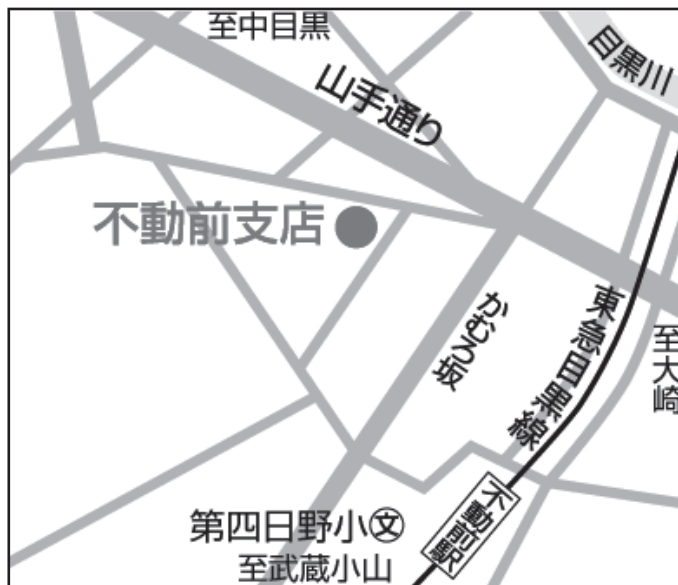 至中目黒
目黒川
山手通り
不動前支店
かむろ坂
東急目黒線
至大崎
第四日野小文
不動前駅
至武蔵小山